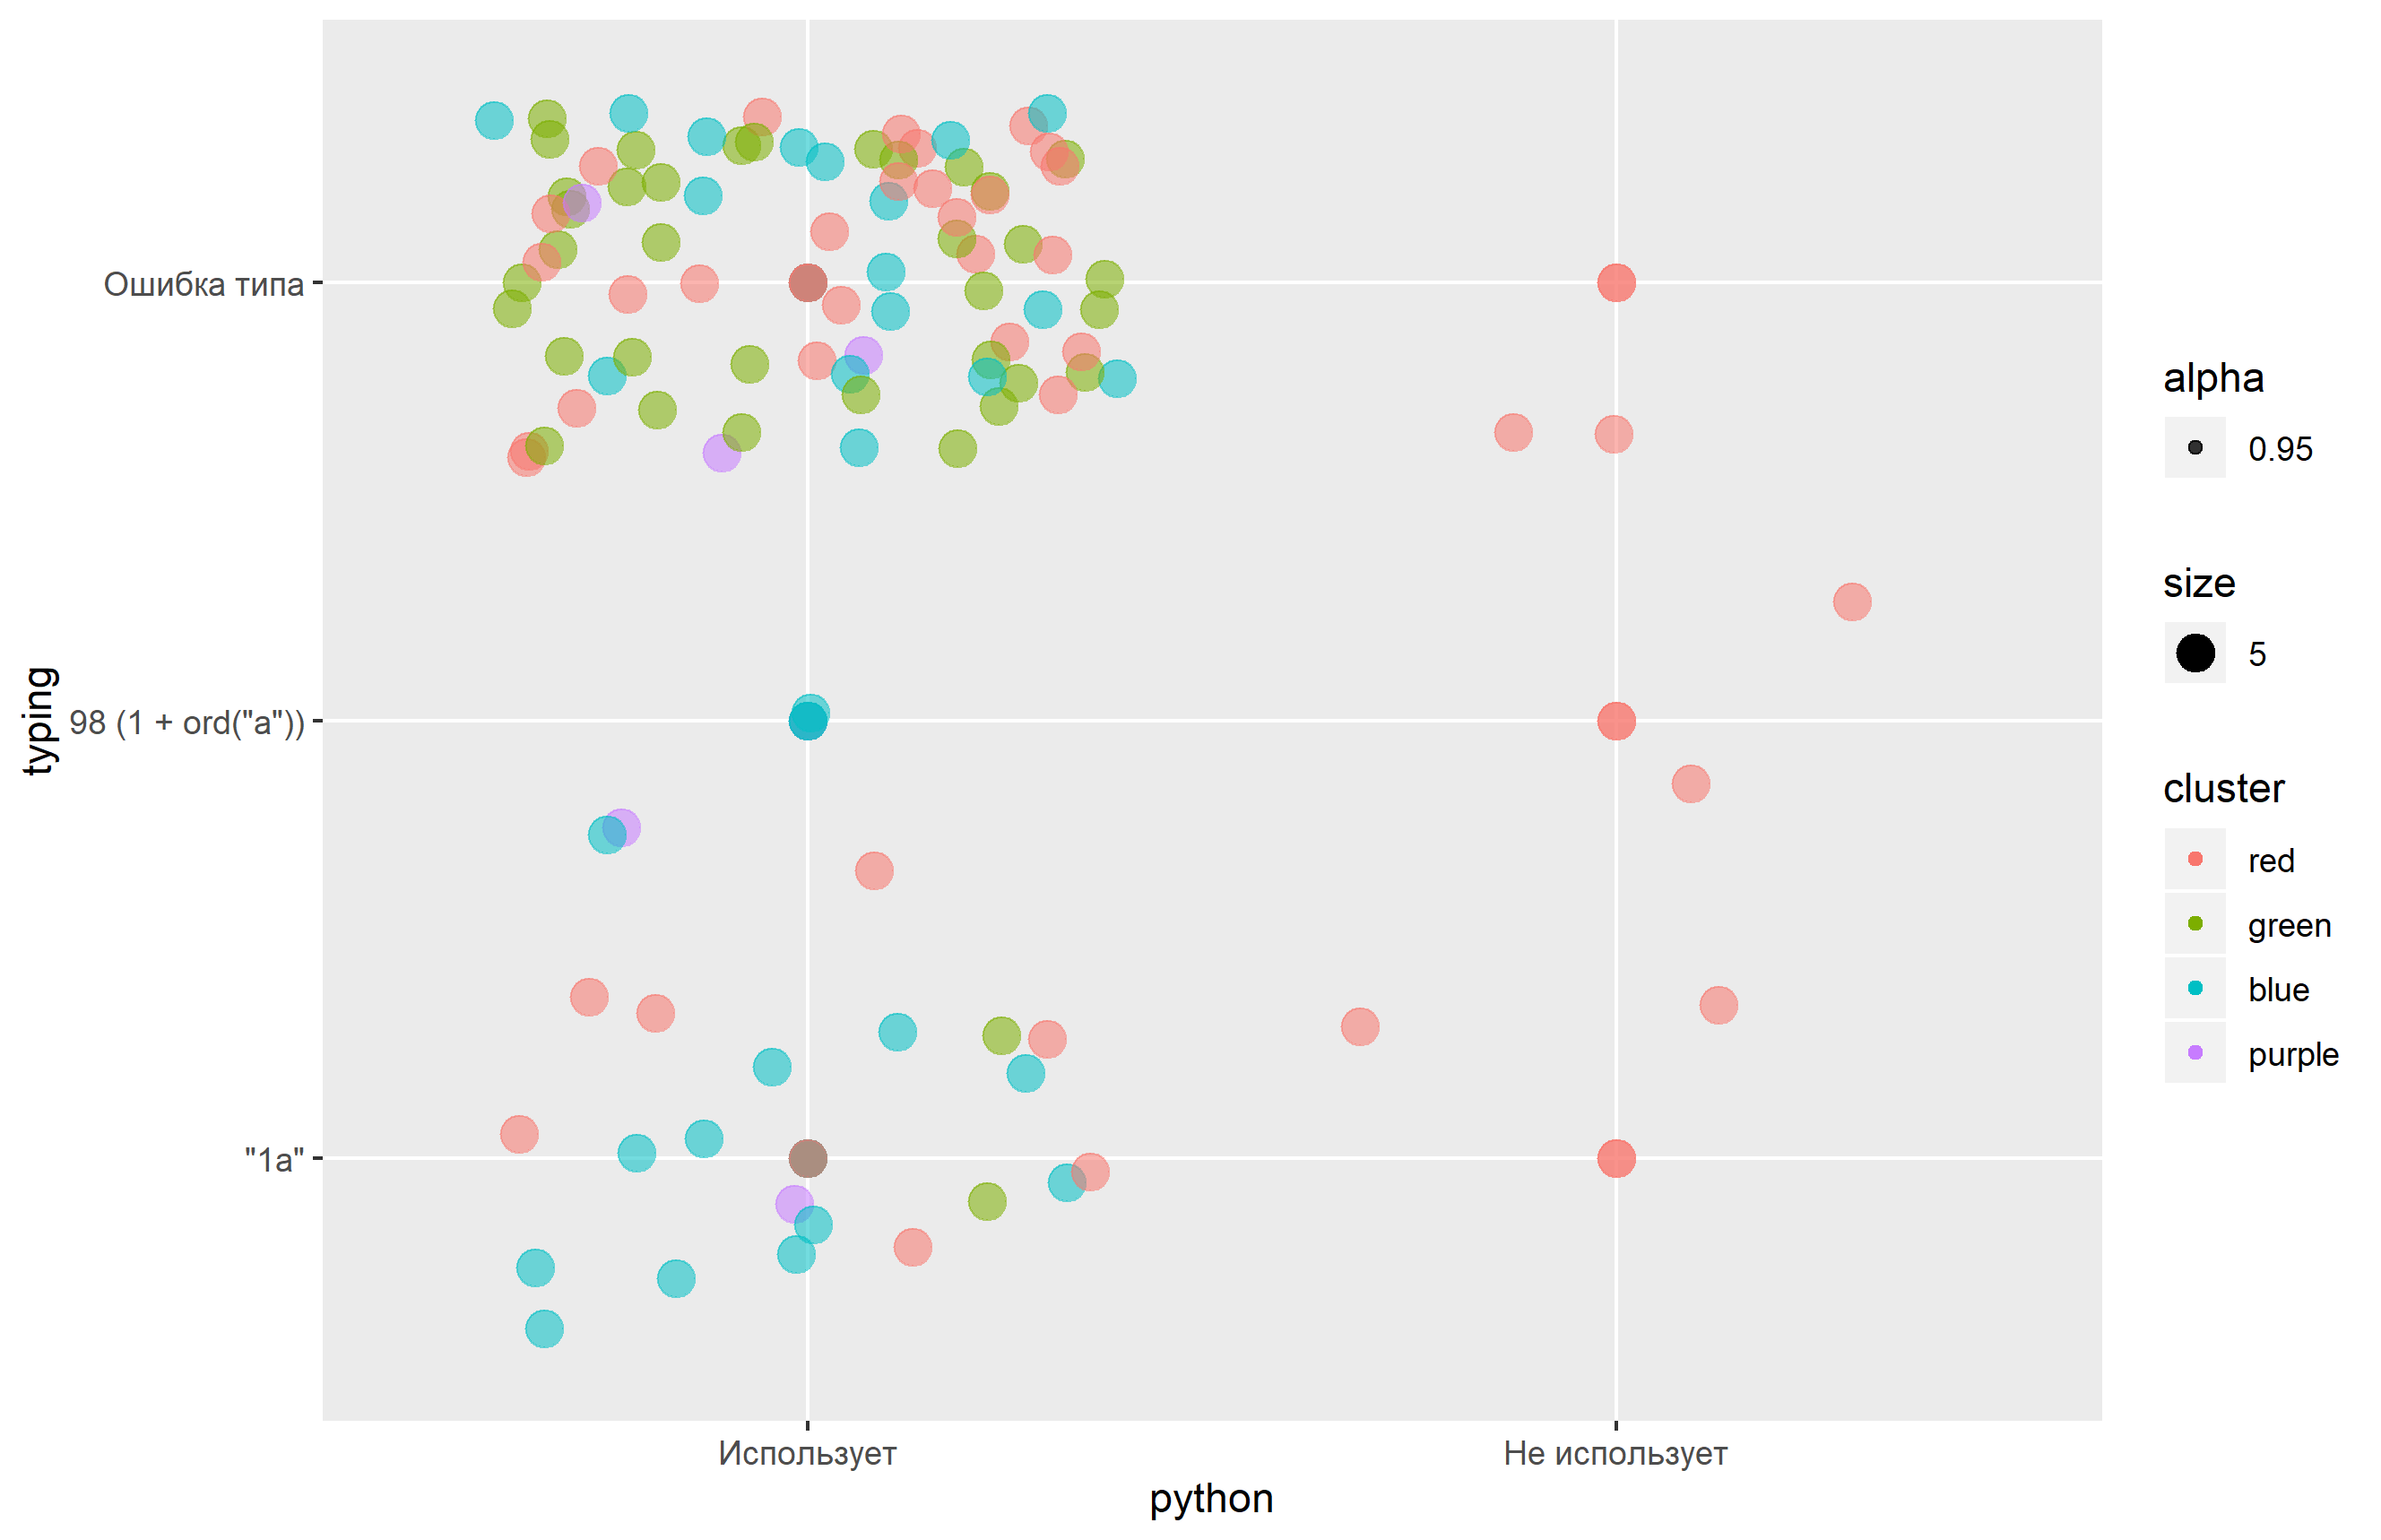 typing
Ошибка типа
98 (1 + ord("a"))
"1a"
Использует
Не использует
python
alpha
0.95
size
5
cluster
red
green
blue
purple